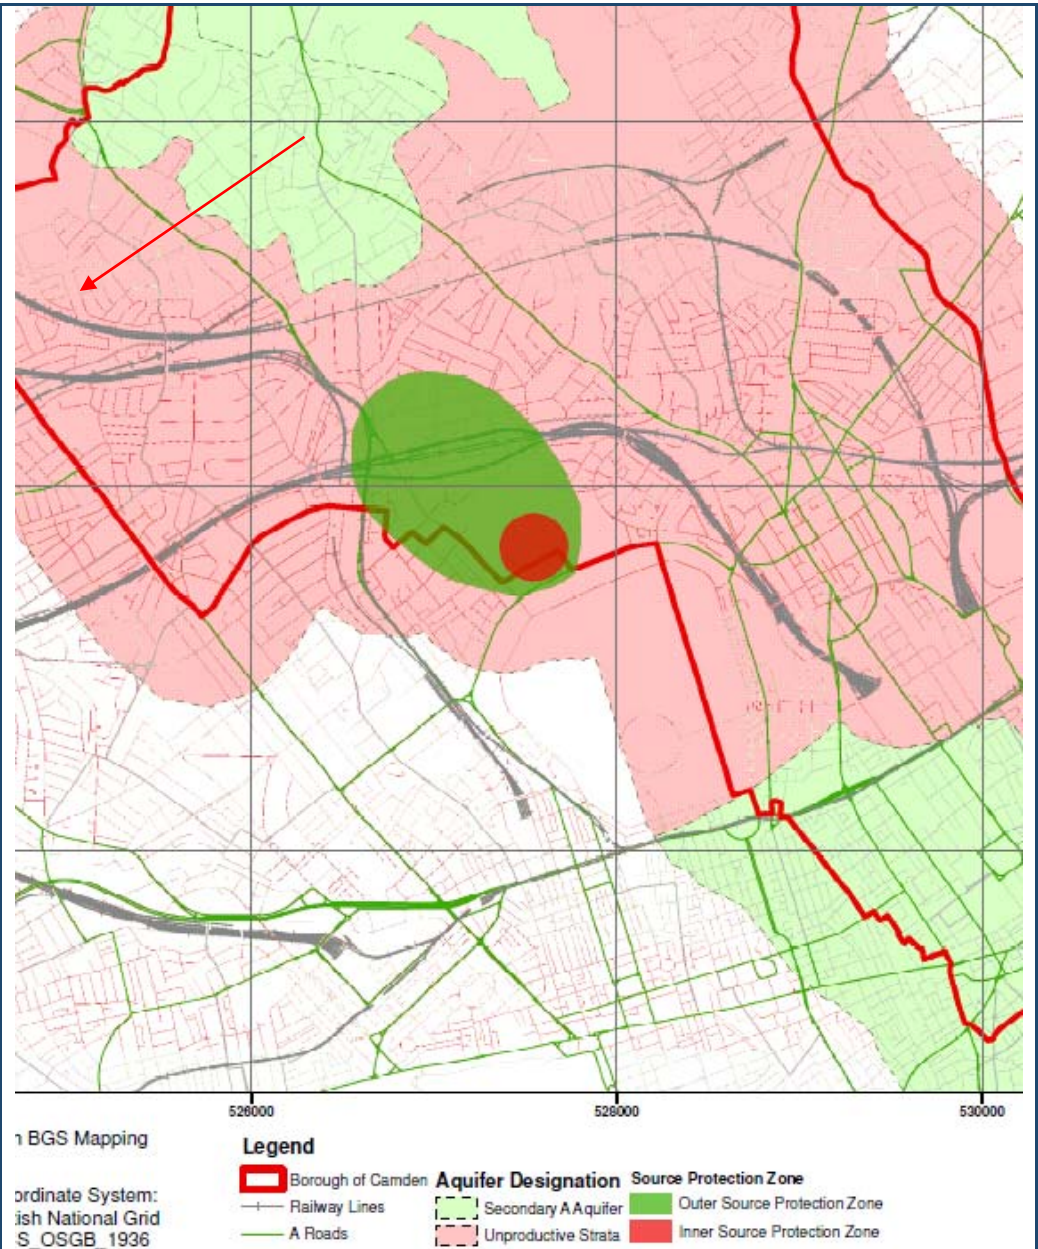 526000
528000
530000
n BGS Mapping
ordinate System:
tish National Grid
S_OSGB_1936
Legend
Borough of Camden
Railway Lines
A Roads
Aquifer Designation
Secondary A Aquifer
Unproductive Strata
Source Protection Zone
Outer Source Protection Zone
Inner Source Protection Zone